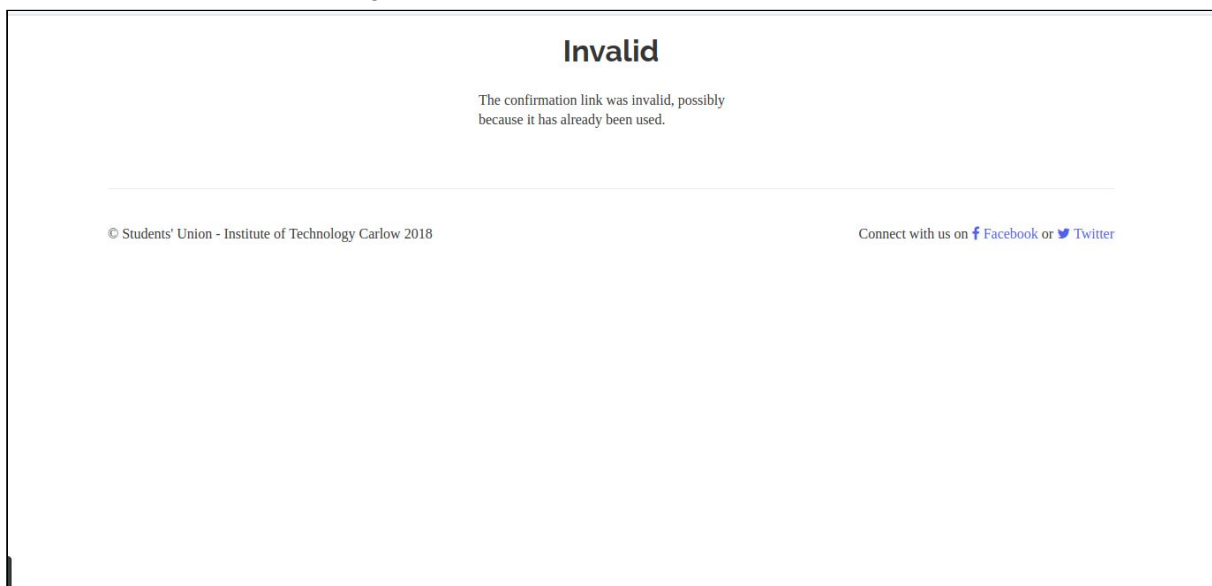 Invalid
The confirmation link was invalid, possibly
because it has already been used.
© Students' Union - Institute of Technology Carlow 2018
Connect with us on Facebook or Twitter